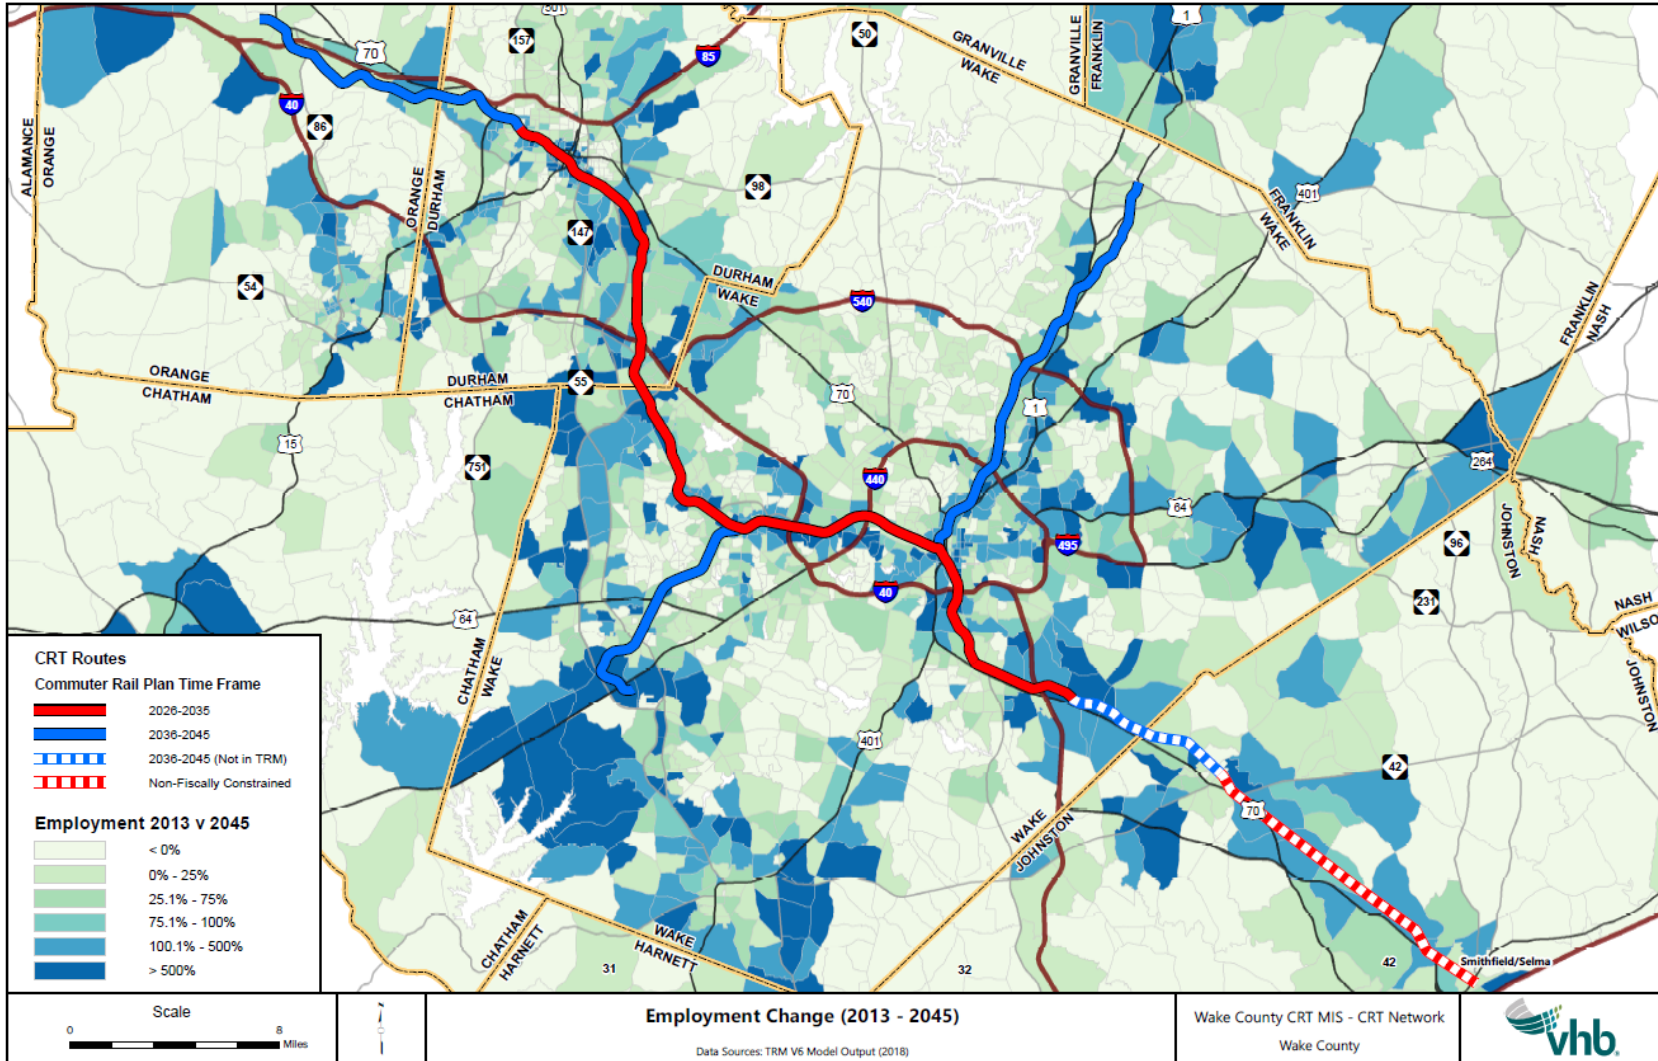 501
1
157
50
70
85
GRANVILLE
WAKE
GRANVILLE
FRANKLIN
40
86
ALAMANCE
ORANGE
ORANGE
DURHAM
98
401
FRANKLIN
WAKE
147
54
DURHAM
WAKE
540
FRANKLIN
NASH
ORANGE
CHATHAM
DURHAM
CHATHAM
55
70
1
15
751
440
264
64
495
96
JOHNSTON
NASH
40
231
NASH
WILSO
64
CHATHAM
WAKE
JOHNSTON
401
42
70
WAKE
JOHNSTON
CHATHAM
HARNETT
WAKE
HARNETT
31
32
42
Smithfield/Selma
CRT Routes
Commuter Rail Plan Time Frame
2026-2035
2036-2045
2036-2045 (Not in TRM)
Non-Fiscally Constrained
Employment 2013 v 2045
< 0%
0% - 25%
25.1% - 75%
75.1% - 100%
100.1% - 500%
> 500%
Scale
0 8
Miles
Employment Change (2013 - 2045)
Data Sources: TRM V6 Model Output (2018)
Wake County CRT MIS - CRT Network
Wake County
vhb